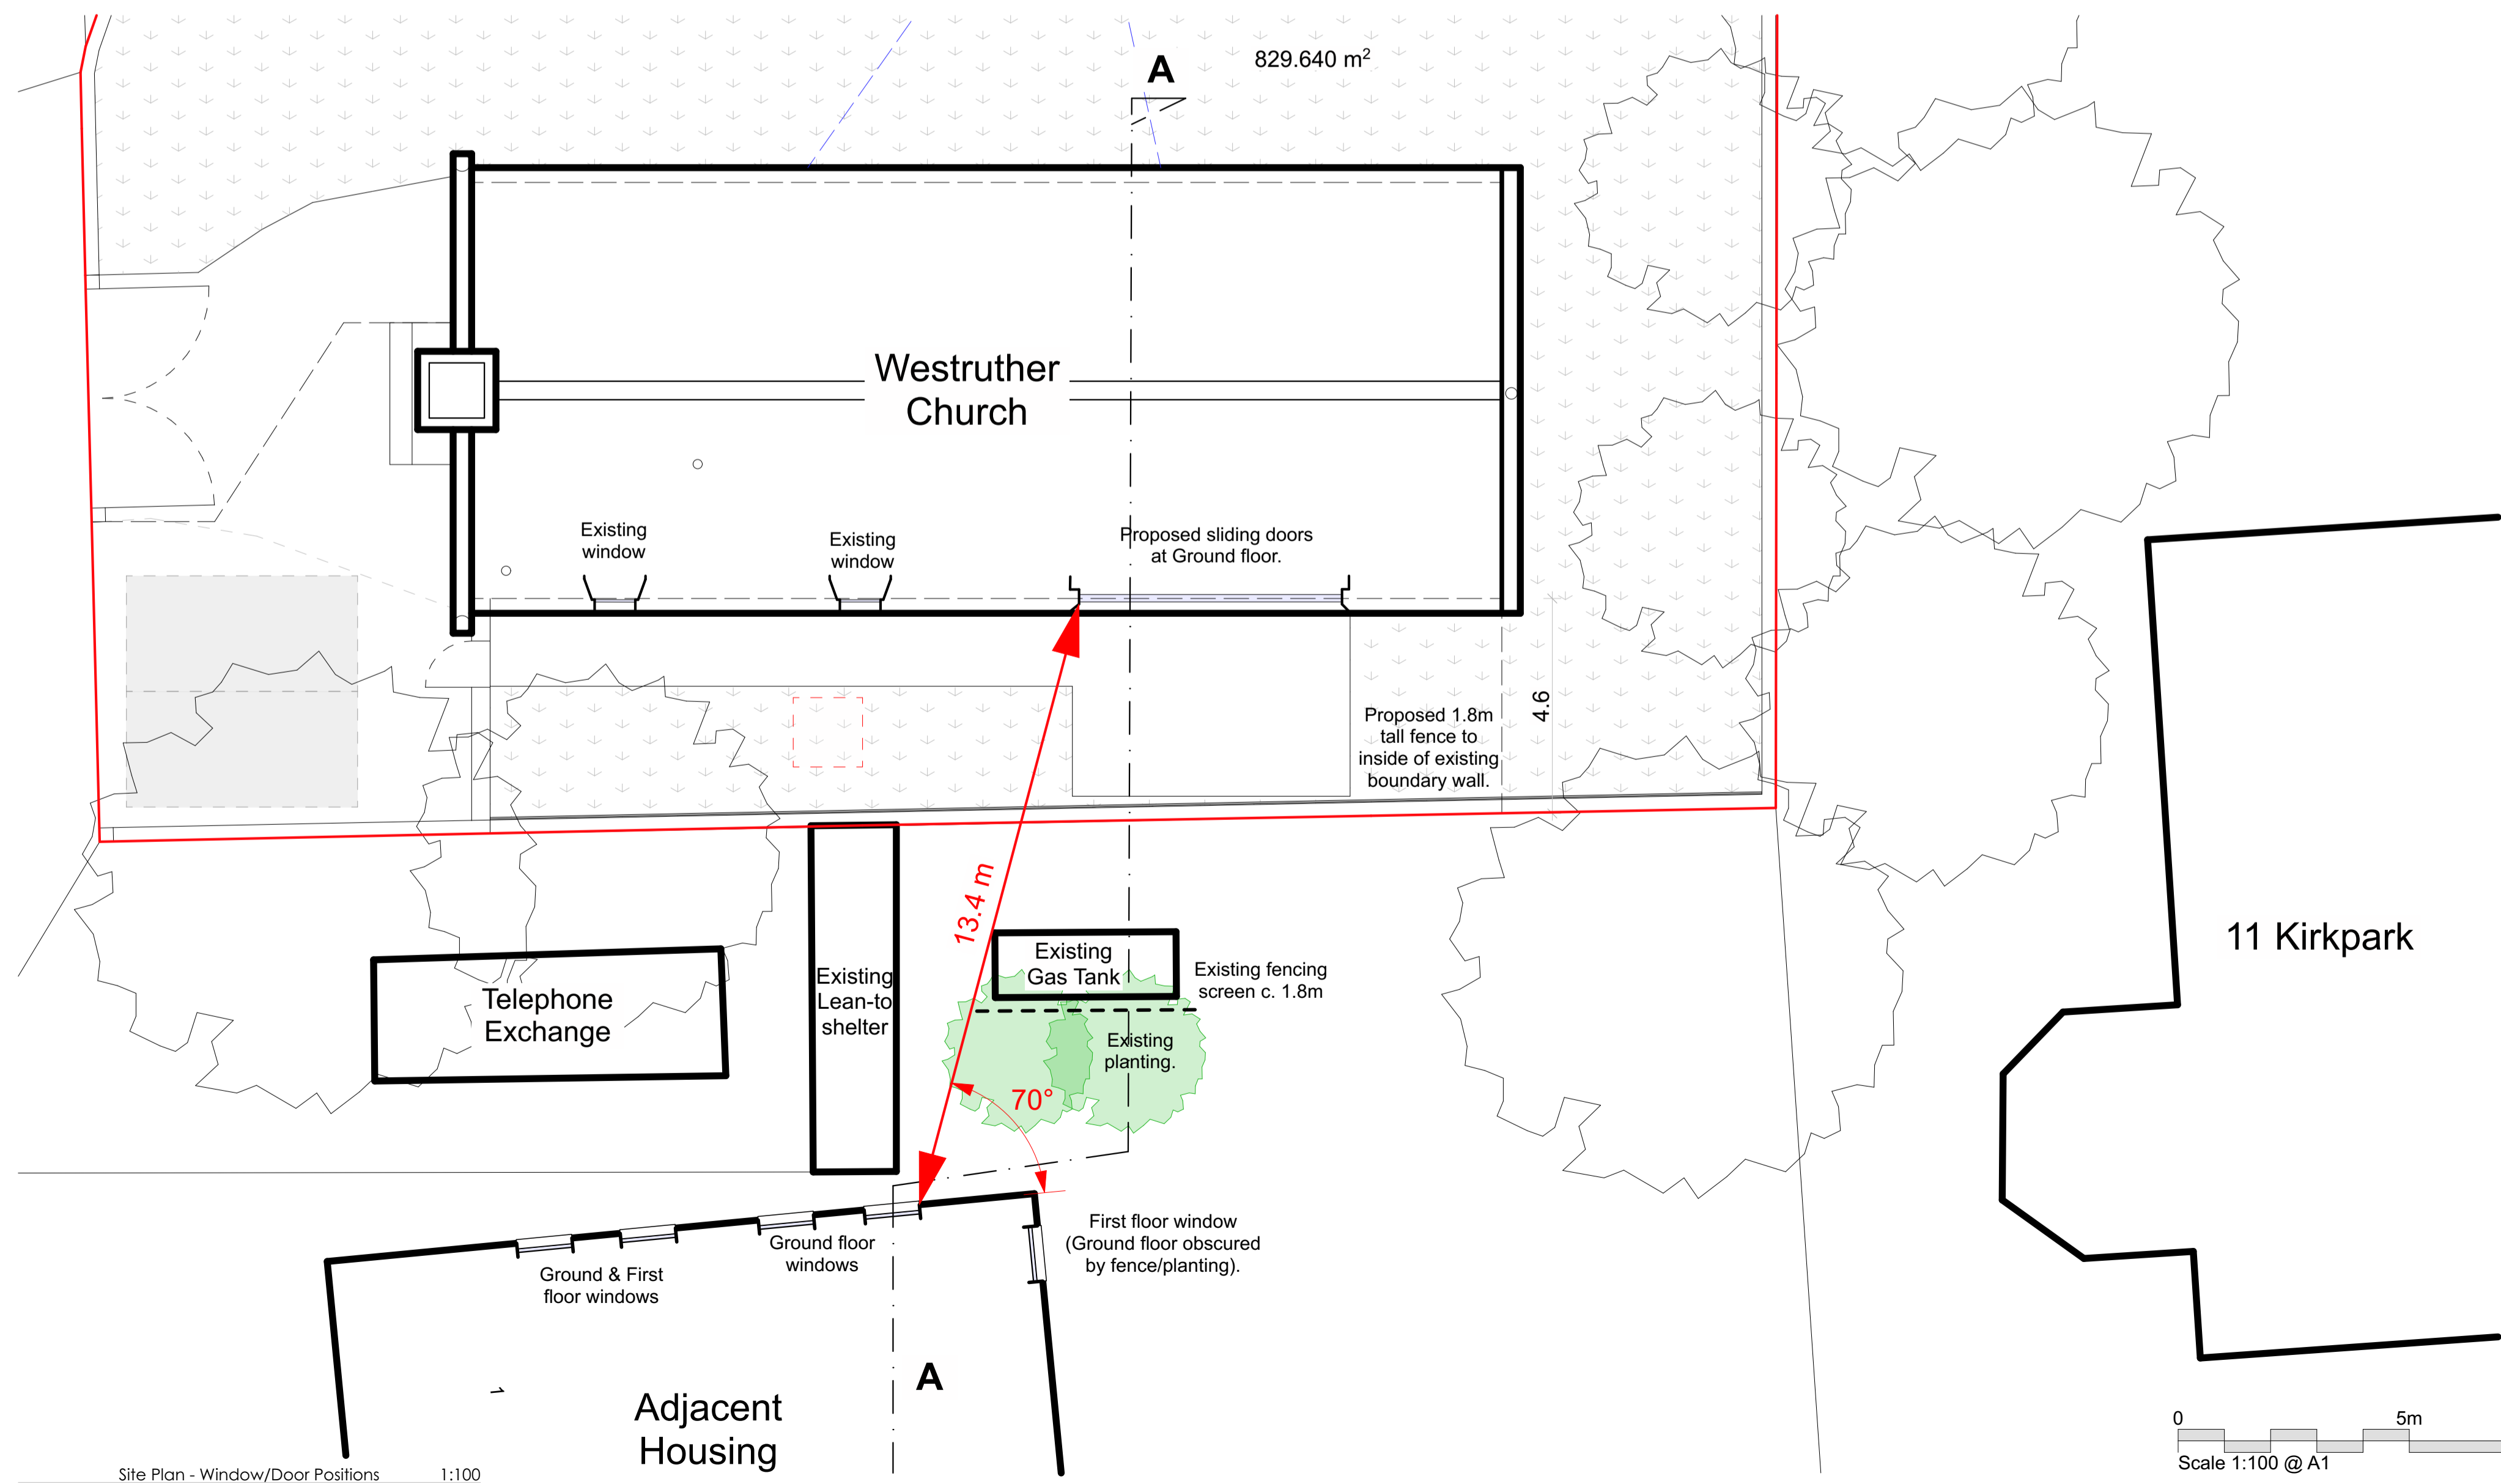 A
829.640 m²
Westruther
Church
Existing
window
Existing
window
Proposed sliding doors
at Ground floor.
Proposed 1.8m
tall fence to
inside of existing
boundary wall.
4.6
13.4 m
11 Kirkpark
Existing
Gas Tank
Existing fencing
screen c. 1.8m
Existing
Lean-to
shelter
Telephone
Exchange
Existing
planting.
70°
First floor window
(Ground floor obscured
by fence/planting).
Ground floor
windows
Ground & First
floor windows
A
1
Adjacent
Housing
0 5m
Scale 1:100 @ A1
Site Plan - Window/Door Positions 1:100